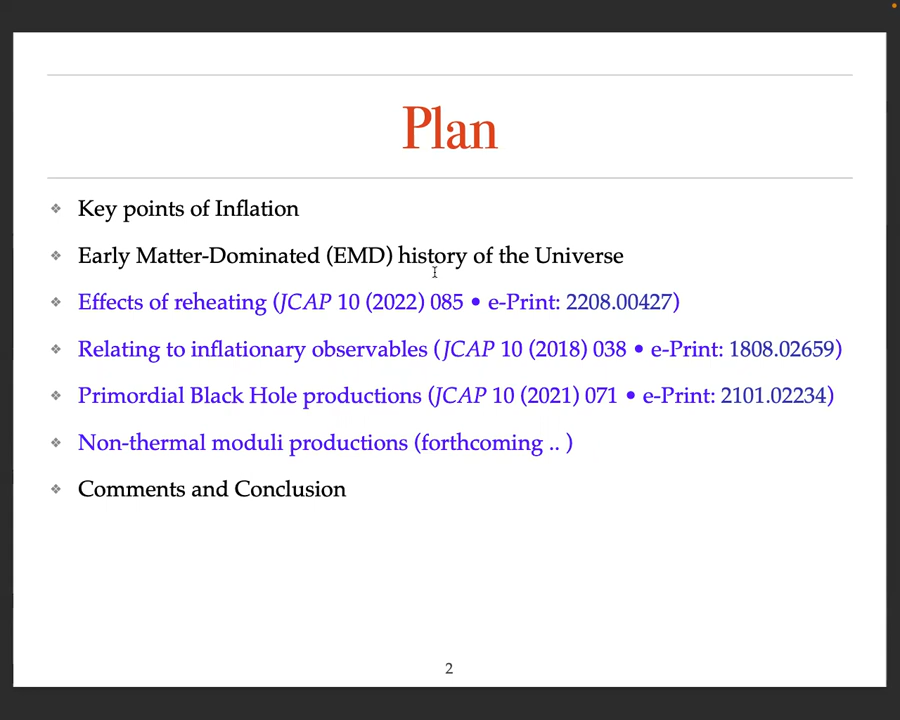 Plan
Key points of Inflation
Early Matter-Dominated (EMD) history of the Universe
Effects of reheating (JCAP 10 (2022) 085 • e-Print: 2208.00427)
Relating to inflationary observables (JCAP 10 (2018) 038 • e-Print: 1808.02659)
Primordial Black Hole productions (JCAP 10 (2021) 071 • e-Print: 2101.02234)
Non-thermal moduli productions (forthcoming .. )
Comments and Conclusion
2